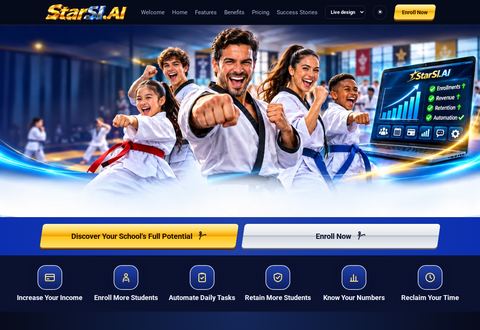 StarSI.AI
Welcome
Home
Features
Benefits
Pricing
Success Stories
Live design
Enroll Now
StarSI.AI
Enrollments
Revenue
Retention
Automation
Discover Your School's Full Potential
Enroll Now
Increase Your Income
Enroll More Students
Automate Daily Tasks
Retain More Students
Know Your Numbers
Reclaim Your Time